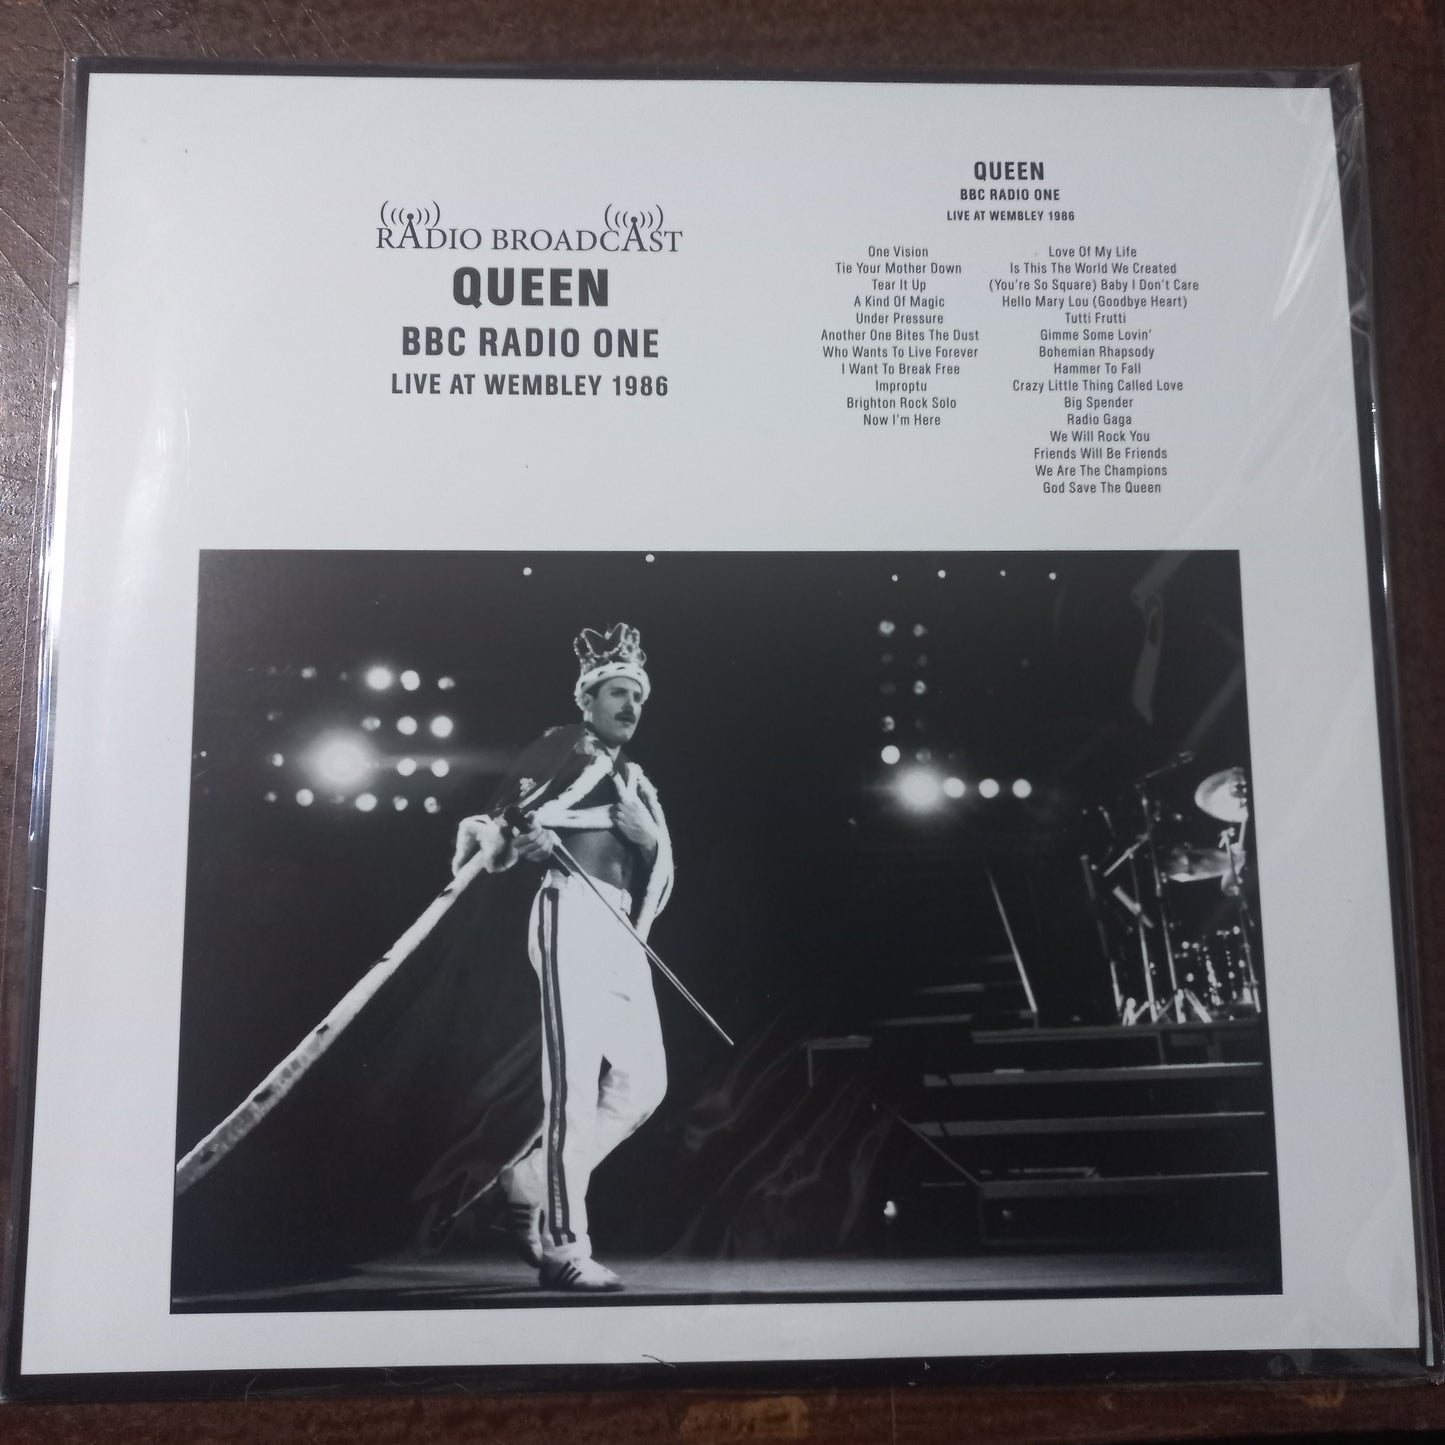 RADIO BROADCAST
QUEEN
BBC RADIO ONE
LIVE AT WEMBLEY 1986
QUEEN
BBC RADIO ONE
LIVE AT WEMBLEY 1986
One Vision
Tie Your Mother Down
Tear It Up
A Kind Of Magic
Under Pressure
Another One Bites The Dust
Who Wants To Live Forever
I Want To Break Free
Improptu
Brighton Rock Solo
Now I'm Here
Love Of My Life
Is This The World We Created
(You're So Square) Baby I Don't Care
Hello Mary Lou (Goodbye Heart)
Tutti Frutti
Gimme Some Lovin'
Bohemian Rhapsody
Hammer To Fall
Crazy Little Thing Called Love
Big Spender
Radio Gaga
We Will Rock You
Friends Will Be Friends
We Are The Champions
God Save The Queen